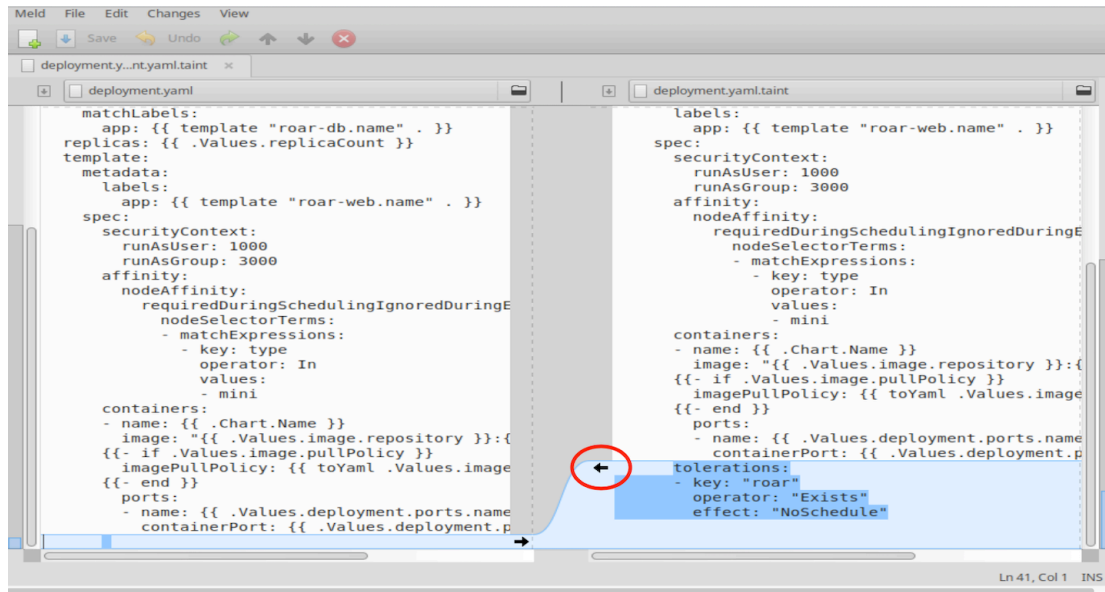 Meld File Edit Changes View
Save Undo
deployment.y...nt.yaml.taint ×
deployment.yaml
matchLabels:
app: {{ template "roar-db.name" . }}
replicas: {{ .Values.replicaCount }}
template:
metadata:
labels:
app: {{ template "roar-web.name" . }}
spec:
securityContext:
runAsUser: 1000
runAsGroup: 3000
affinity:
nodeAffinity:
requiredDuringSchedulingIgnoredDuringE
nodeSelectorTerms:
- matchExpressions:
- key: type
operator: In
values:
- mini
containers:
- name: {{ .Chart.Name }}
image: "{{ .Values.image.repository }}:{
{{- if .Values.image.pullPolicy }}
imagePullPolicy: {{ toYaml .Values.image
{{- end }}
ports:
- name: {{ .Values.deployment.ports.name
containerPort: {{ .Values.deployment.p
deployment.yaml.taint
labels:
app: {{ template "roar-web.name" . }}
spec:
securityContext:
runAsUser: 1000
runAsGroup: 3000
affinity:
nodeAffinity:
requiredDuringSchedulingIgnoredDuringE
nodeSelectorTerms:
- matchExpressions:
- key: type
operator: In
values:
- mini
containers:
- name: {{ .Chart.Name }}
image: "{{ .Values.image.repository }}:{
{{- if .Values.image.pullPolicy }}
imagePullPolicy: {{ toYaml .Values.image
{{- end }}
ports:
- name: {{ .Values.deployment.ports.name
containerPort: {{ .Values.deployment.p
tolerations:
- key: "roar"
operator: "Exists"
effect: "NoSchedule"
Ln 41, Col 1 INS